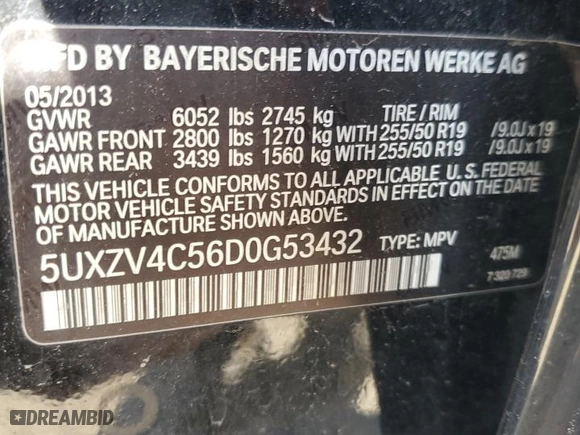 MFD BY BAYERISCHE MOTOREN WERKE AG
05/2013
GVWR 6052 lbs 2745 kg TIRE / RIM
GAWR FRONT 2800 lbs 1270 kg WITH 255/50 R19 /9.0J x 19
GAWR REAR 3439 lbs 1560 kg WITH 255/50 R19 /9.0J x 19
THIS VEHICLE CONFORMS TO ALL APPLICABLE U.S. FEDERAL
MOTOR VEHICLE SAFETY STANDARDS IN EFFECT ON THE DATE
OF MANUFACTURE SHOWN ABOVE.
5UXZV4C56D0G53432 TYPE: MPV 475M
DREAMBID